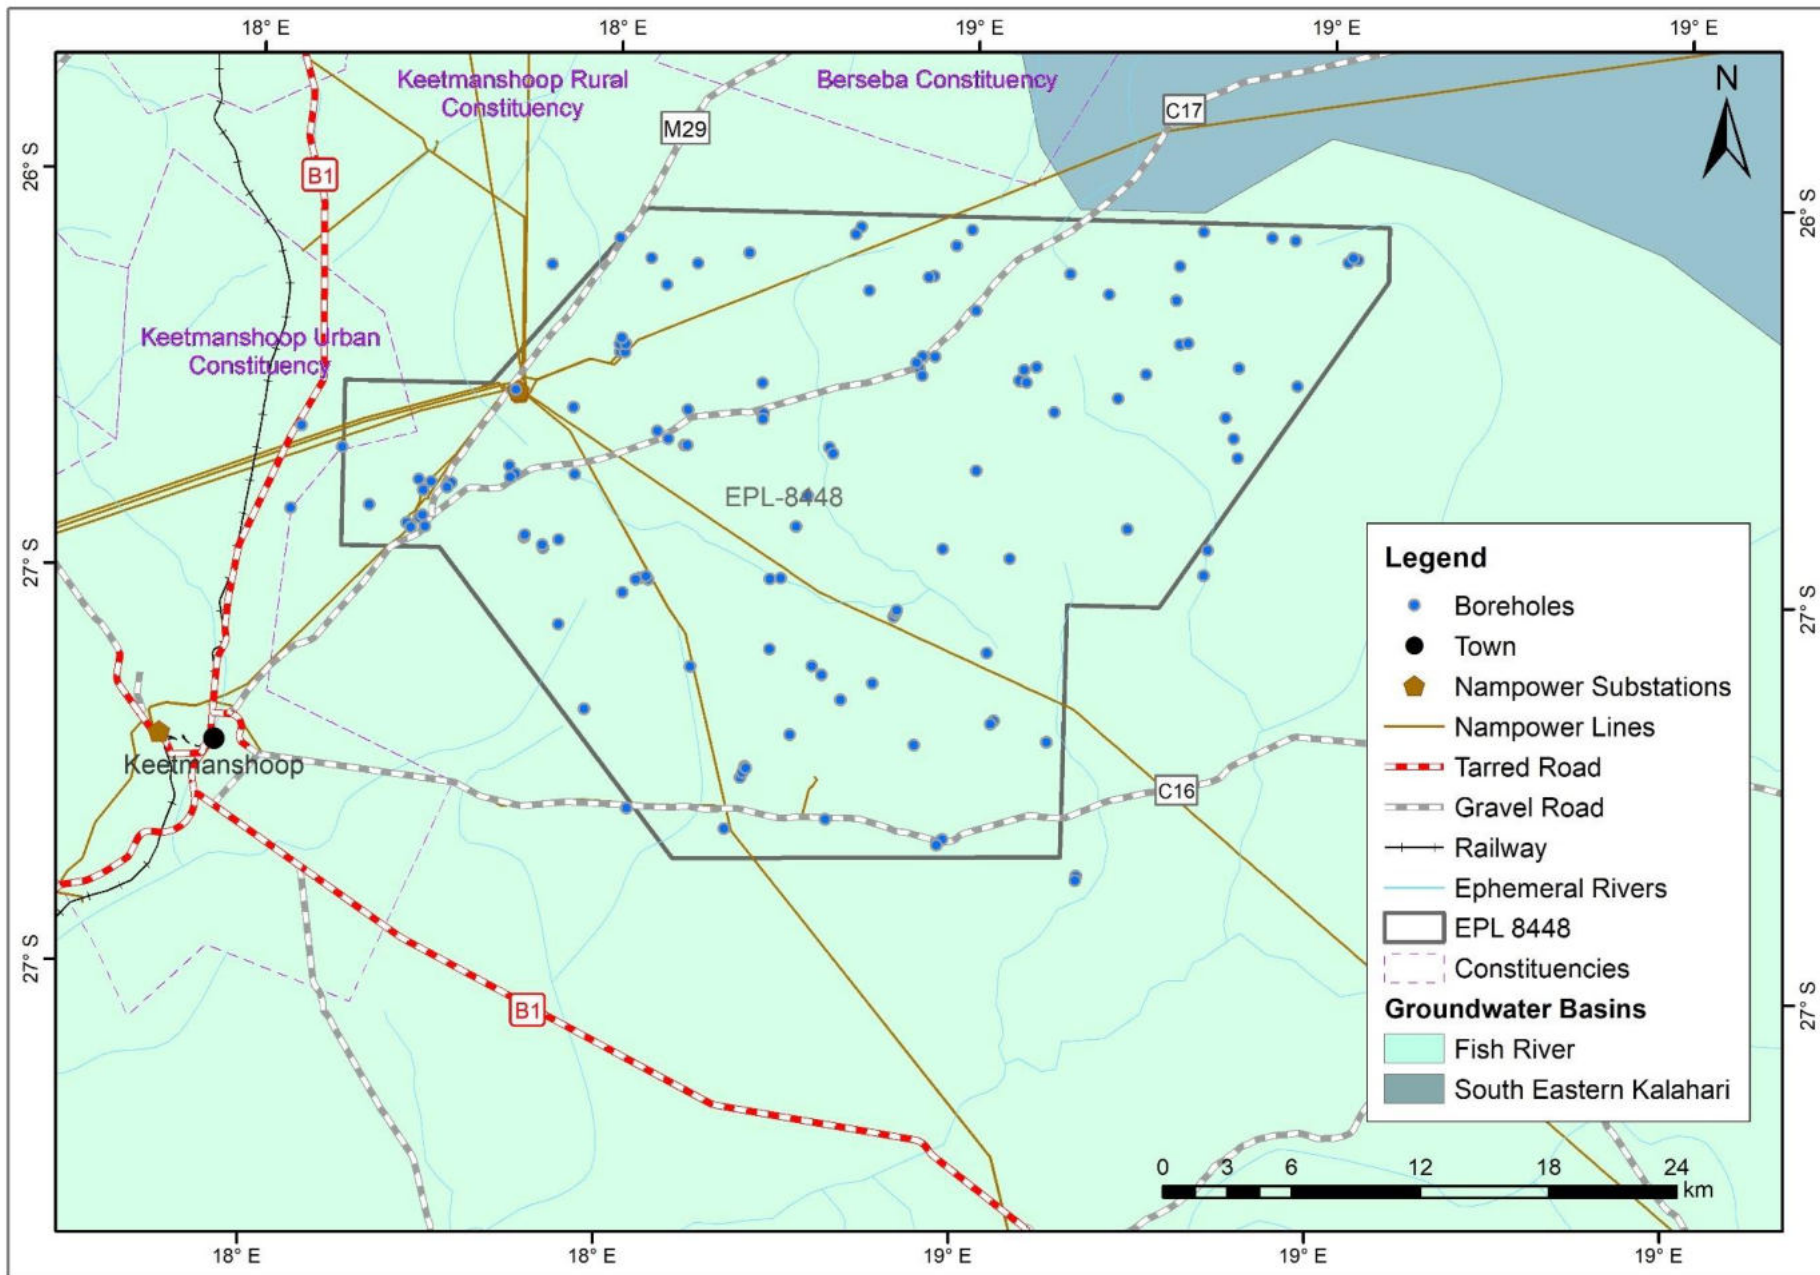 18° E
18° E
19° E
19° E
19° E
Keetmanshoop Rural
Constituency
Berseba Constituency
N
M29
C17
B1
26° S
26° S
Keetmanshoop Urban
Constituency
EPL-8448
27° S
27° S
Keetmanshoop
C16
27° S
27° S
B1
Legend
Boreholes
Town
Nampower Substations
Nampower Lines
Tarred Road
Gravel Road
Railway
Ephemeral Rivers
EPL 8448
Constituencies
Groundwater Basins
Fish River
South Eastern Kalahari
0 3 6 12 18 24
km
18° E
18° E
19° E
19° E
19° E